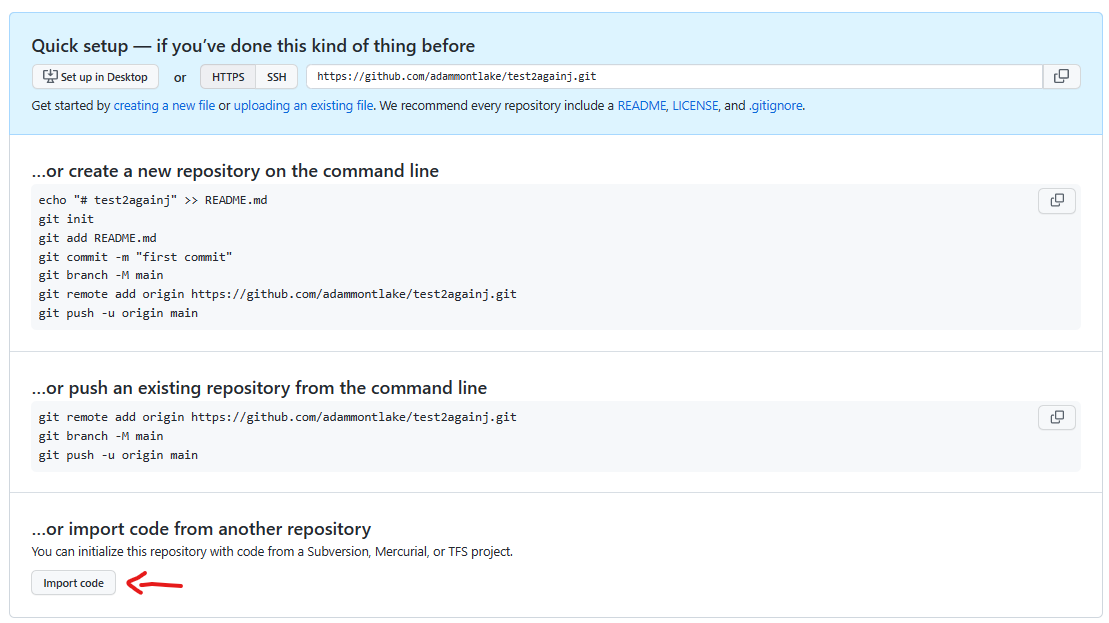 Quick setup — if you’ve done this kind of thing before
Set up in Desktop or HTTPS SSH https://github.com/adammontlake/test2againj.git
Get started by creating a new file or uploading an existing file. We recommend every repository include a README, LICENSE, and .gitignore.
…or create a new repository on the command line
echo "# test2againj" >> README.md
git init
git add README.md
git commit -m "first commit"
git branch -M main
git remote add origin https://github.com/adammontlake/test2againj.git
git push -u origin main
…or push an existing repository from the command line
git remote add origin https://github.com/adammontlake/test2againj.git
git branch -M main
git push -u origin main
…or import code from another repository
You can initialize this repository with code from a Subversion, Mercurial, or TFS project.
Import code